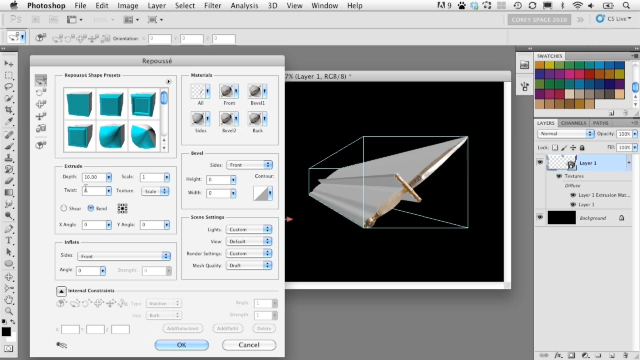 Photoshop File Edit Image Layer Select Filter Analysis 3D View Window Help
A 9
Ps 100%
COREY SPACE 2010
CS Live
Orientation:
Repoussé
Repoussé Shape Presets
Materials
All Front Bevel1
Sides Bevel2 Back
Extrude
Depth: 10.00 Scale: 1
Twist: Texture: Scale
Shear Bend
X Angle: 0 Y Angle: 0
Inflate
Sides: Front
Angle: 0 Strength:
Bevel
Sides: Front
Height: 0 Contour:
Width: 0
Scene Settings
Lights: Custom
View: Default
Render Settings: Custom
Mesh Quality: Draft
Internal Constraints
Type: Inactive Angle:
Side: Both Strength:
X: Y: Z: Add(Selection) Add(Path) Delete
OK Cancel
7% (Layer 1, RGB/8) *
SWATCHES
LAYERS CHANNELS PATHS
Normal Opacity: 100%
Lock: Fill: 100%
Layer 1
Textures
Diffuse
Layer 1 Extrusion Mate...
Layer 1
Background